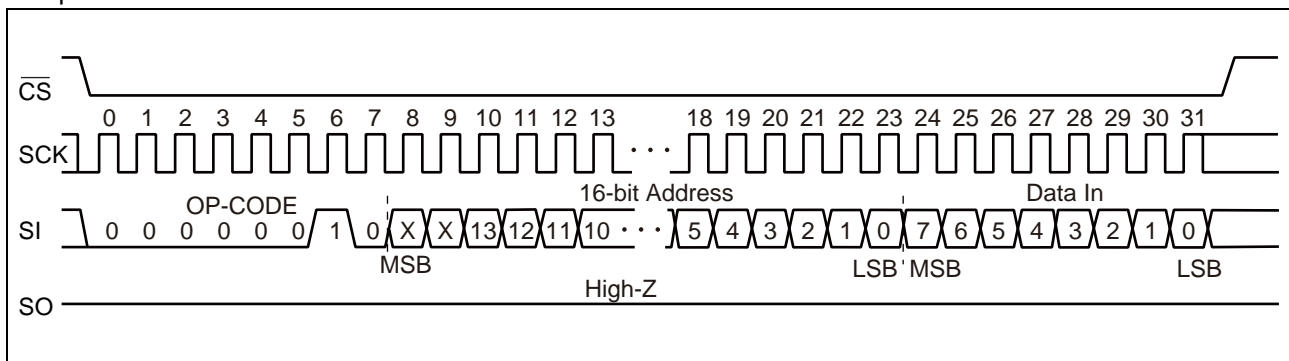 CS
0 1 2 3 4 5 6 7 8 9 10 11 12 13 18 19 20 21 22 23 24 25 26 27 28 29 30 31
SCK ···
OP-CODE 16-bit Address Data In
SI 0 0 0 0 0 0 1 0 X X 13 12 11 10 ··· 5 4 3 2 1 0 7 6 5 4 3 2 1 0
MSB LSB MSB LSB
High-Z
SO